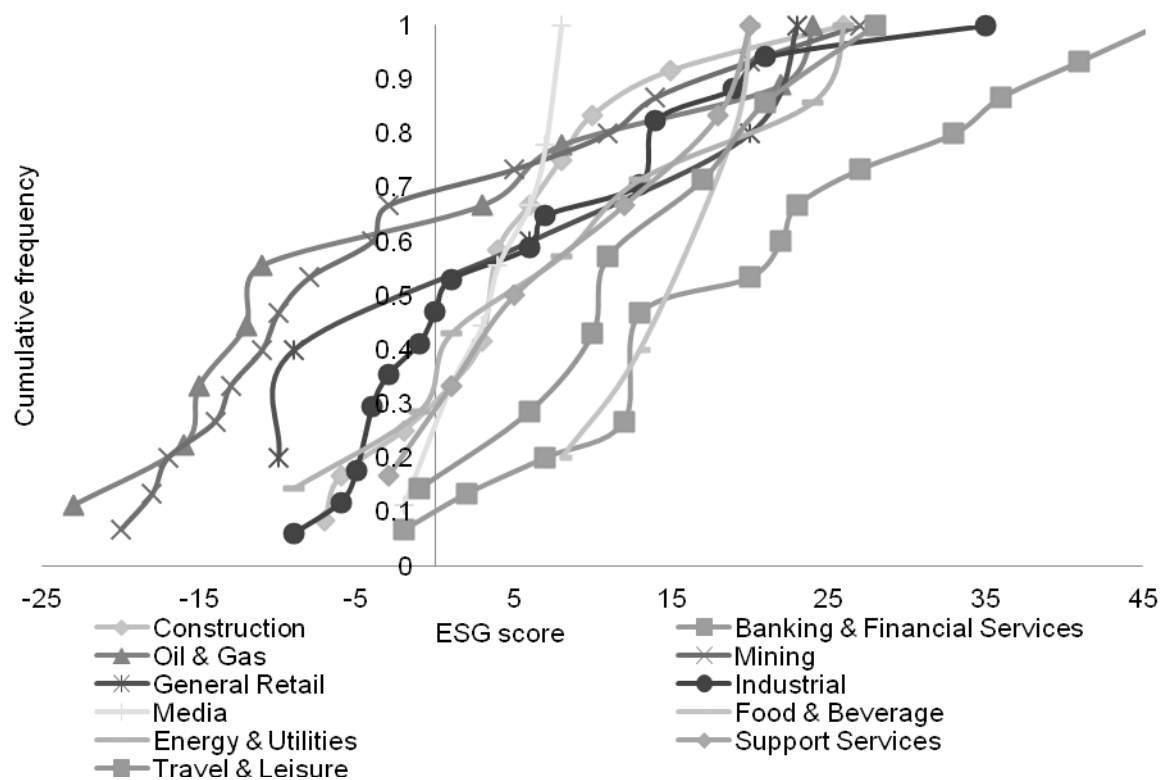 1
0.9
0.8
0.7
0.6
0.5
0.4
0.3
0.2
0.1
0
Cumulative frequency
-25 -15 -5 5 15 25 35 45
ESG score
Construction Banking & Financial Services
Oil & Gas Mining
General Retail Industrial
Media Food & Beverage
Energy & Utilities Support Services
Travel & Leisure